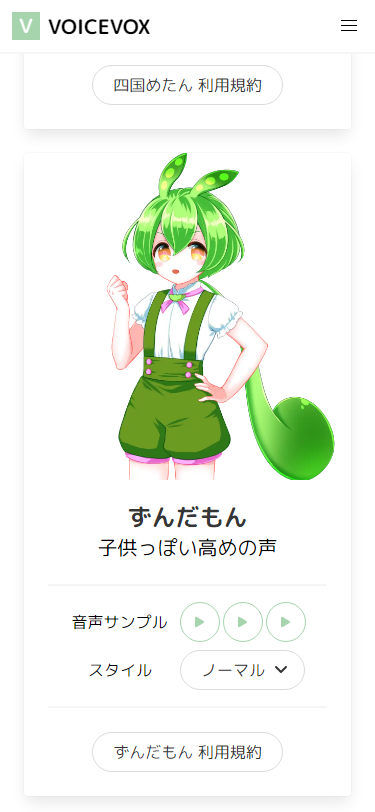 V VOICEVOX
四国めたん 利用規約
ずんだもん
子供っぽい高めの声
音声サンプル
スタイル ノーマル
ずんだもん 利用規約